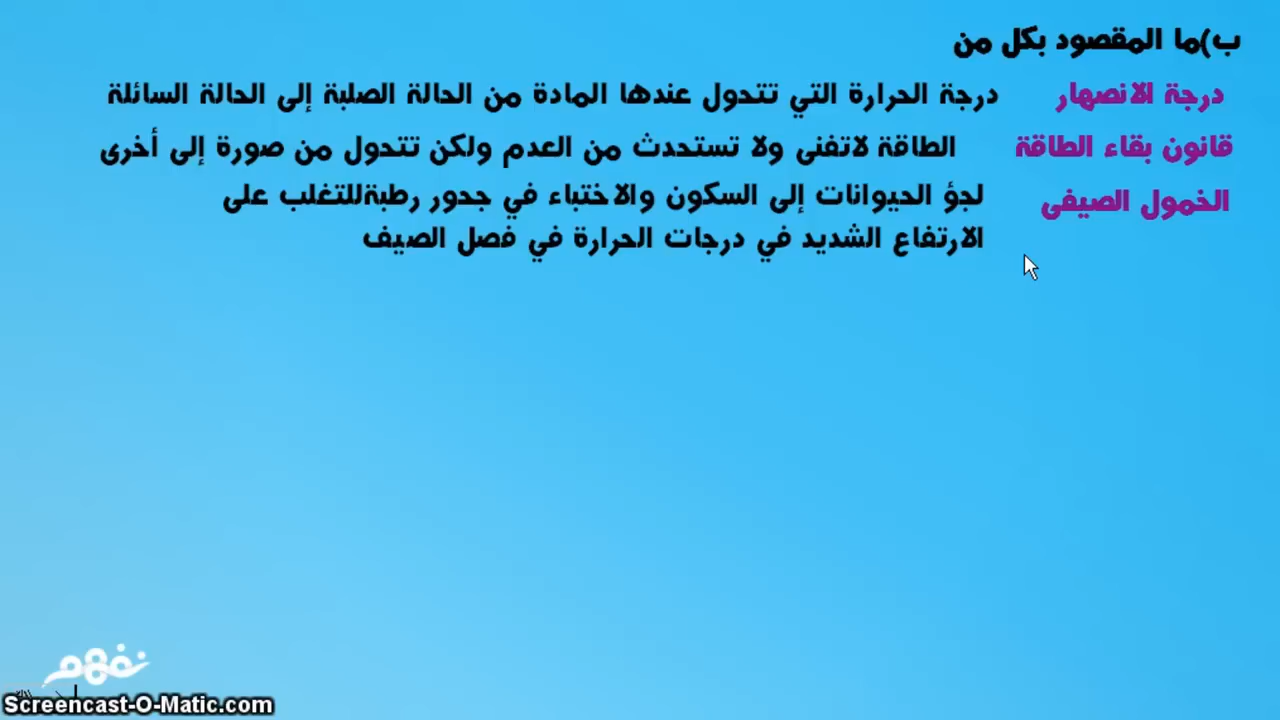 ب)ما المقصود بكل من
درجة الانصهار درجة الحرارة التي تتحول عندها المادة من الحالة الصلبة إلى الحالة السائلة
قانون بقاء الطاقة الطاقة لاتفنى ولا تستحدث من العدم ولكن تتحول من صورة إلى أخرى
الخمول الصيفى لجؤ الحيوانات إلى السكون والاختباء في جحور رطبةللتغلب على
الارتفاع الشديد في درجات الحرارة في فصل الصيف
نفهم
Screencast-O-Matic.com